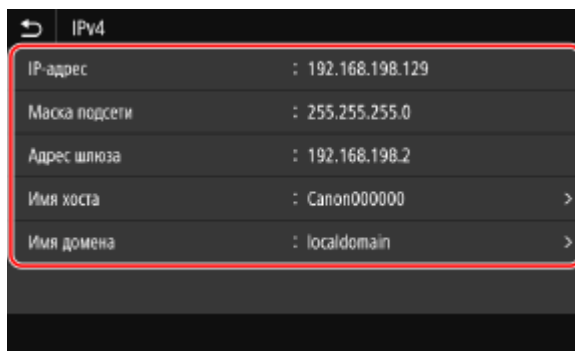 IPv4
IP-адрес : 192.168.198.129
Маска подсети : 255.255.255.0
Адрес шлюза : 192.168.198.2
Имя хоста : Canon000000 >
Имя домена : localdomain >